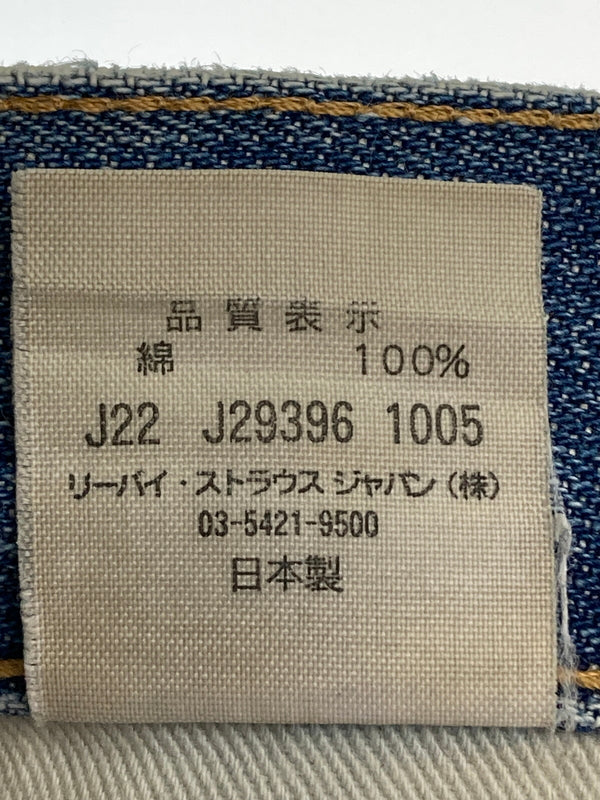 品質表示
綿 100%
J22 J29396 1005
リーバイ・ストラウス ジャパン(株)
03-5421-9500
日本製